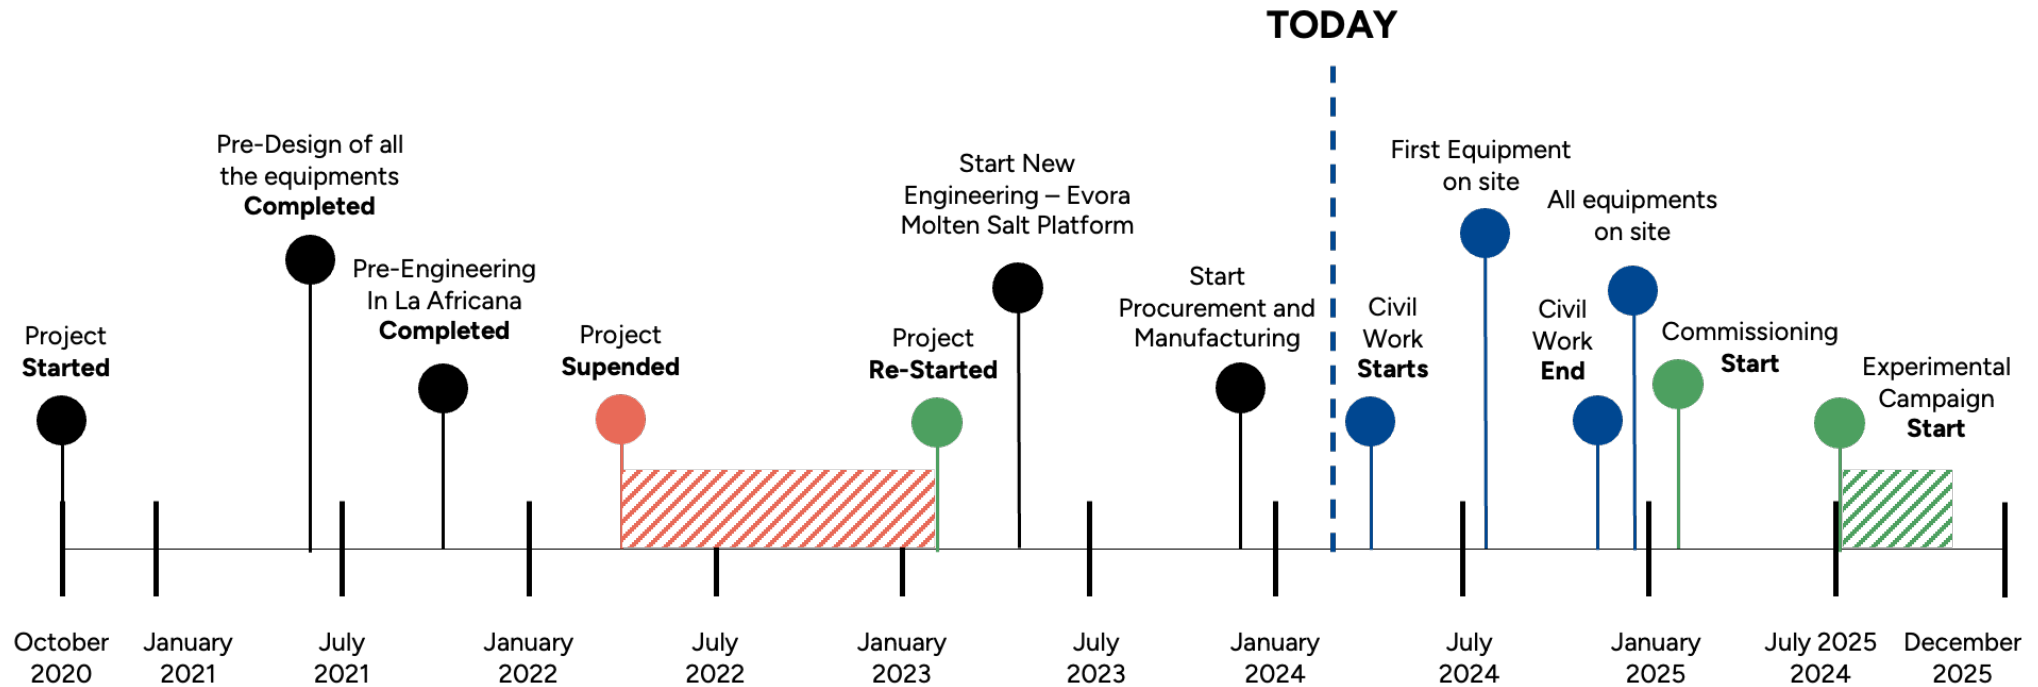 TODAY
Pre-Design of all
the equipments
Completed
Pre-Engineering
In La Africana
Completed
Project
Started
Project
Supended
Project
Re-Started
Start New
Engineering – Evora
Molten Salt Platform
Start
Procurement and
Manufacturing
Civil
Work
Starts
First Equipment
on site
All equipments
on site
Civil
Work
End
Commissioning
Start
Experimental
Campaign
Start
October
2020
January
2021
July
2021
January
2022
July
2022
January
2023
July
2023
January
2024
July
2024
January
2025
July 2025
2024
December
2025